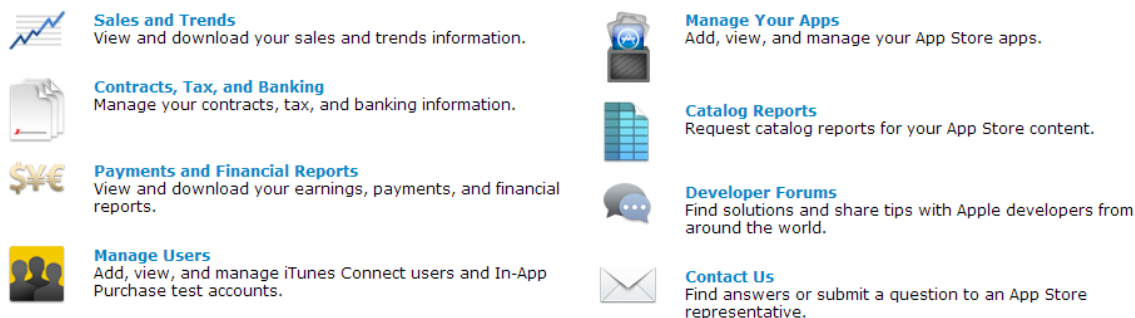 Sales and Trends
View and download your sales and trends information.
Contracts, Tax, and Banking
Manage your contracts, tax, and banking information.
$¥€
Payments and Financial Reports
View and download your earnings, payments, and financial
reports.
Manage Users
Add, view, and manage iTunes Connect users and In-App
Purchase test accounts.
Manage Your Apps
Add, view, and manage your App Store apps.
Catalog Reports
Request catalog reports for your App Store content.
Developer Forums
Find solutions and share tips with Apple developers from
around the world.
Contact Us
Find answers or submit a question to an App Store
representative.